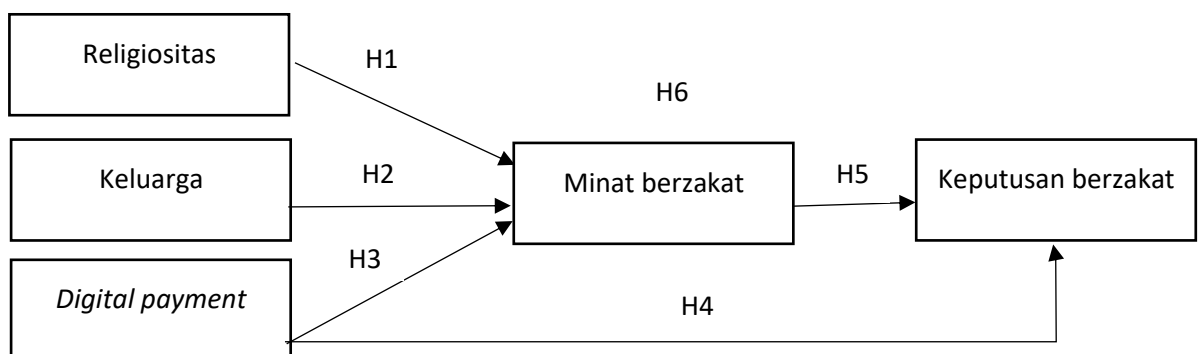 Religiositas
H1
H6
Keluarga
H2
Minat berzakat
H5
Keputusan berzakat
H3
Digital payment
H4